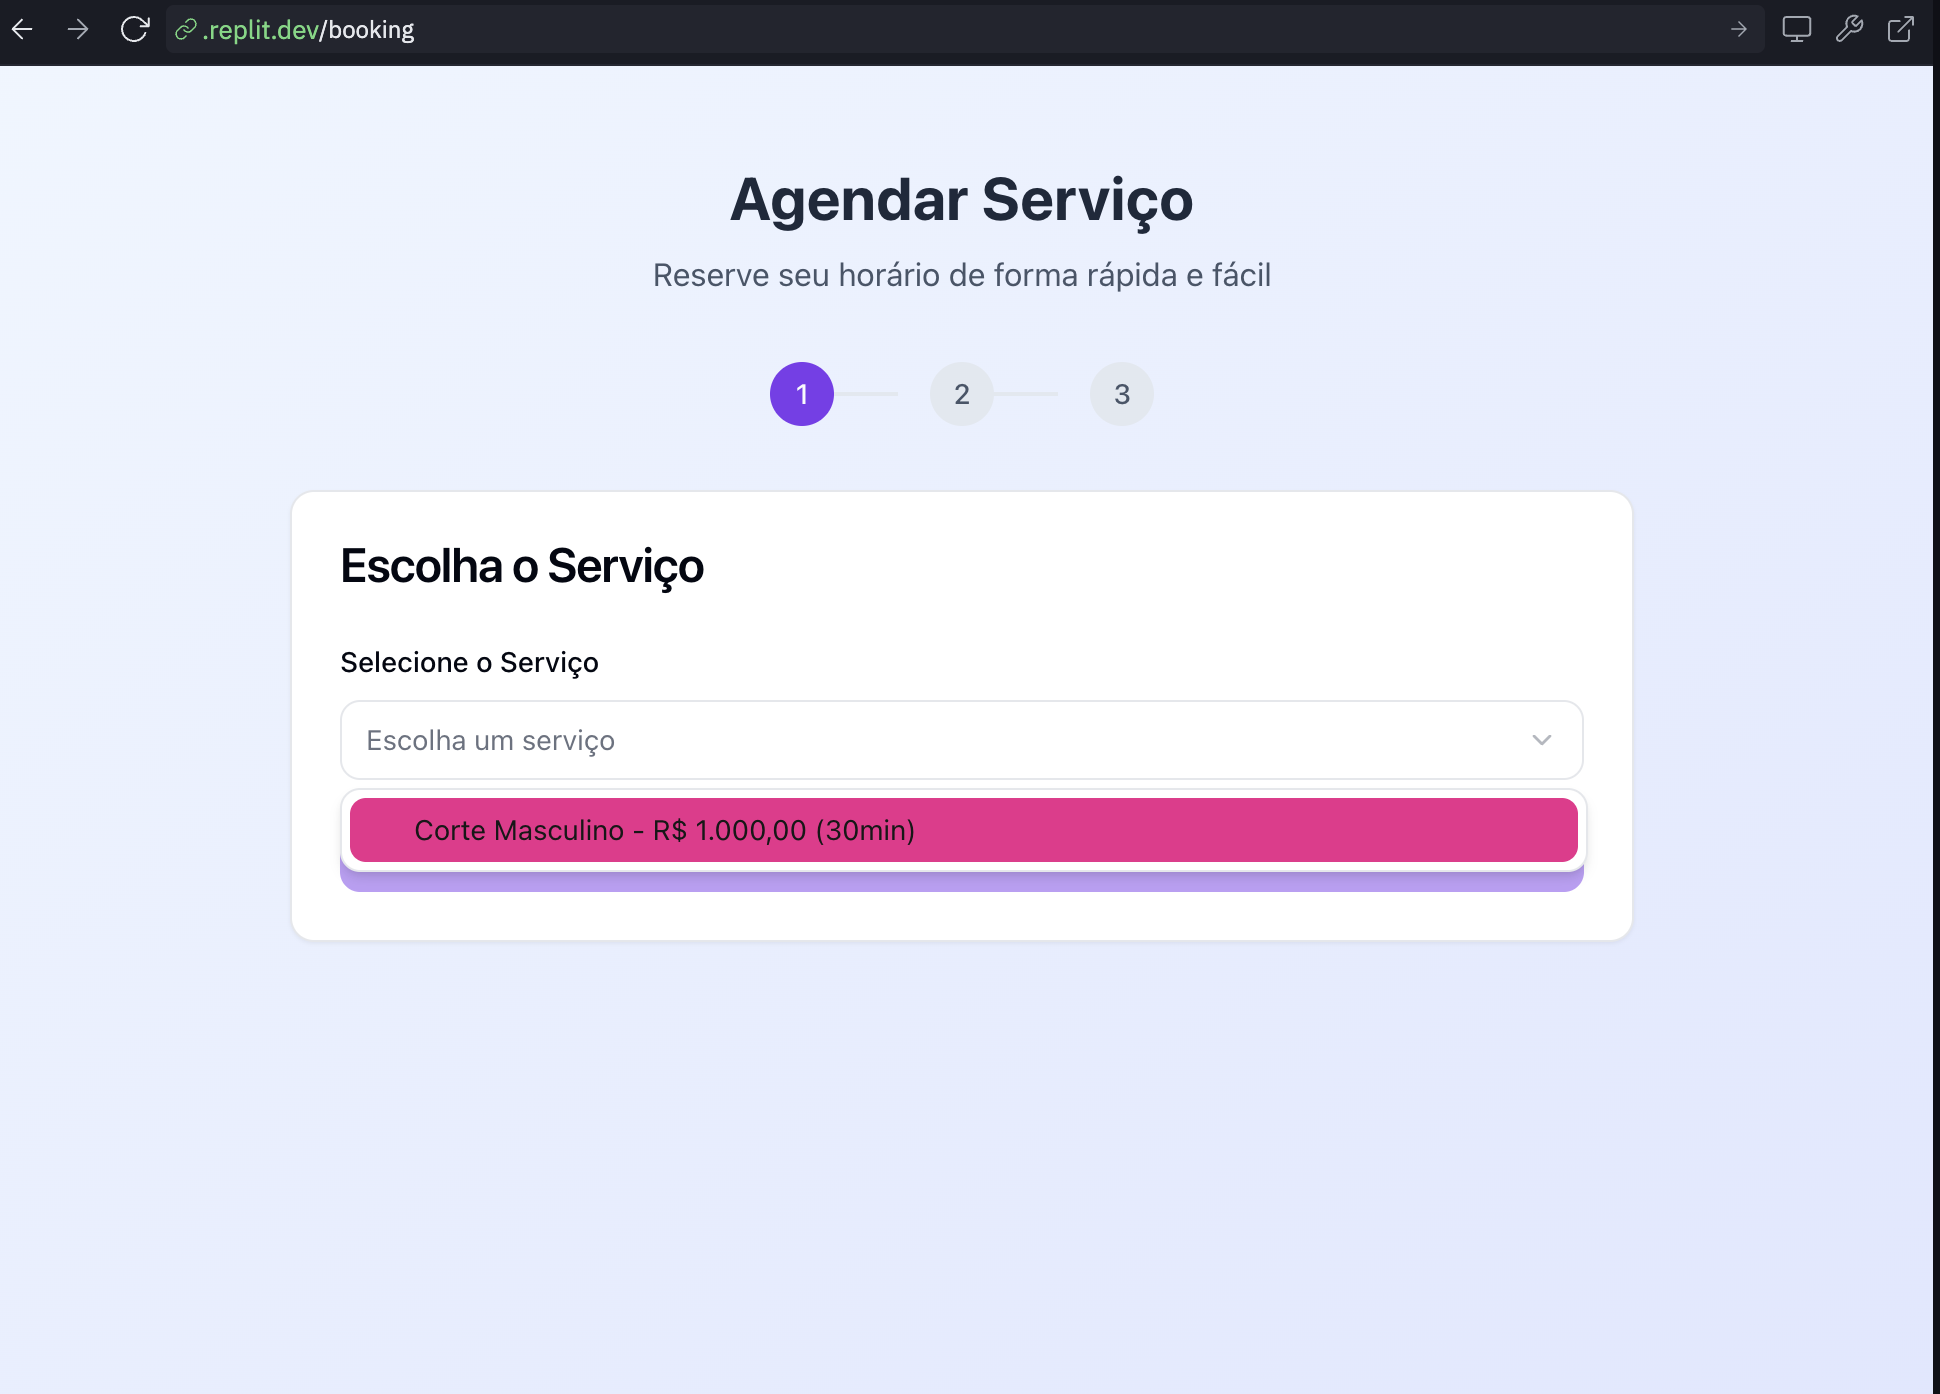 .replit.dev/booking
Agendar Serviço
Reserve seu horário de forma rápida e fácil
1 2 3
Escolha o Serviço
Selecione o Serviço
Escolha um serviço
Corte Masculino - R$ 1.000,00 (30min)